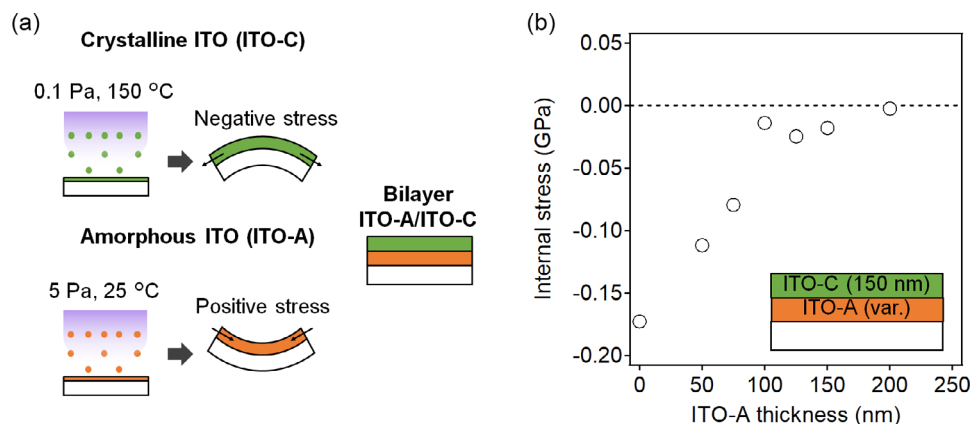 (a)
Crystalline ITO (ITO-C)
0.1 Pa, 150 °C
Negative stress
Amorphous ITO (ITO-A)
5 Pa, 25 °C
Positive stress
Bilayer
ITO-A/ITO-C
(b)
Internal stress (GPa)
0.05
0.00
-0.05
-0.10
-0.15
-0.20
ITO-C (150 nm)
ITO-A (var.)
0 50 100 150 200 250
ITO-A thickness (nm)